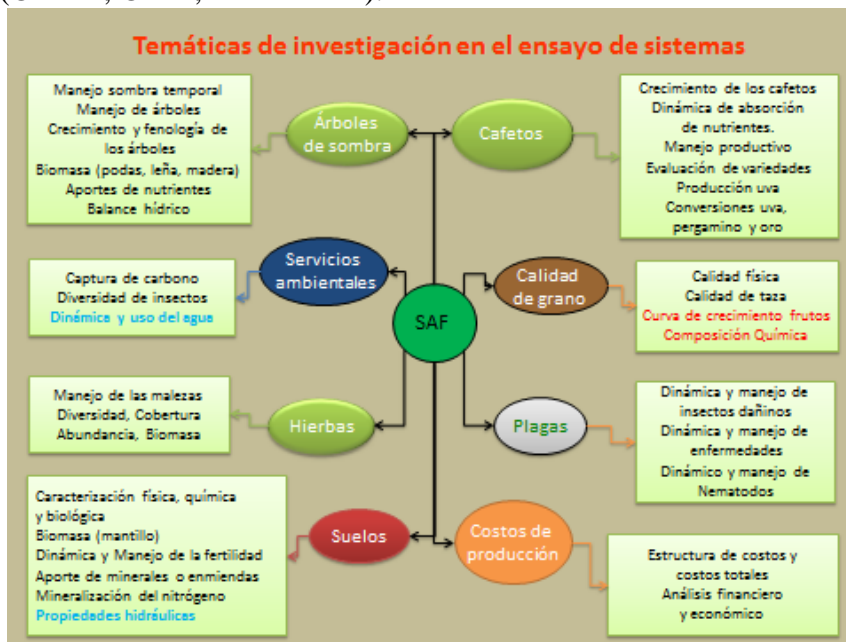 Temáticas de investigación en el ensayo de sistemas
Manejo sombra temporal
Manejo de árboles
Crecimiento y fenología de
los árboles
Biomasa (podas, leña, madera)
Aportes de nutrientes
Balance hídrico
Árboles
de sombra
Cafetos
Crecimiento de los cafetos
Dinámica de absorción
de nutrientes.
Manejo productivo
Evaluación de variedades
Producción uva
Conversiones uva,
pergamino y oro
Captura de carbono
Diversidad de insectos
Dinámica y uso del agua
Servicios
ambientales
SAF
Calidad
de grano
Calidad física
Calidad de taza
Curva de crecimiento frutos
Composición Química
Manejo de las malezas
Diversidad, Cobertura
Abundancia, Biomasa
Hierbas
Plagas
Dinámica y manejo de
insectos dañinos
Dinámica y manejo de
enfermedades
Dinámico y manejo de
Nematodos
Caracterización física, química
y biológica
Biomasa (mantillo)
Dinámica y Manejo de la fertilidad
Aporte de minerales o enmiendas
Mineralización del nitrógeno
Propiedades hidráulicas
Suelos
Costos de
producción
Estructura de costos y
costos totales
Análisis financiero
y económico